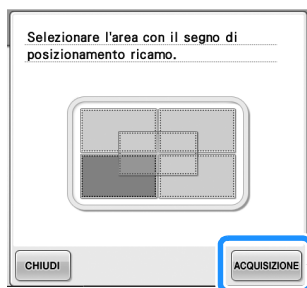 Selezionare l'area con il segno di
posizionamento ricamo.
CHIUDI
ACQUISIZIONE